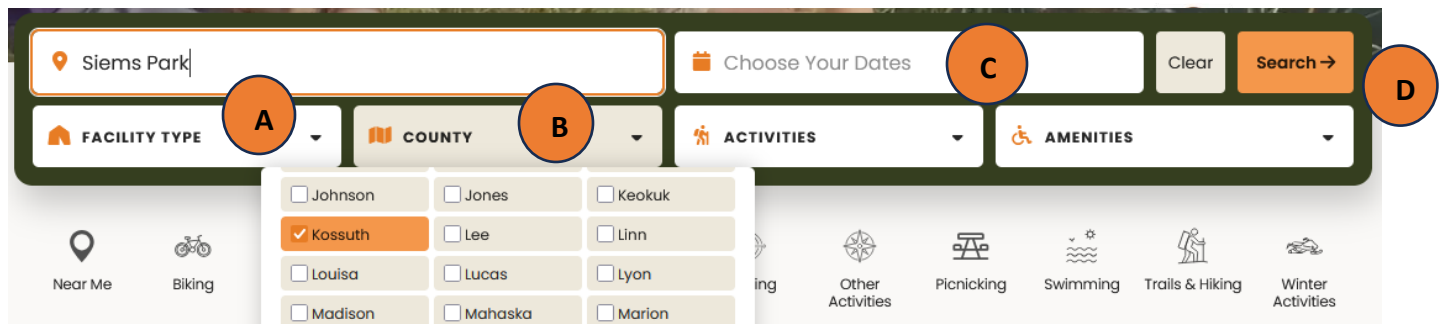 Siems Park
Choose Your Dates
C
Clear
Search
D
A
FACILITY TYPE
B
COUNTY
ACTIVITIES
AMENITIES
Johnson
Jones
Keokuk
Kossuth
Lee
Linn
Louisa
Lucas
Lyon
Madison
Mahaska
Marion
Near Me
Biking
ing
Other
Activities
Picnicking
Swimming
Trails & Hiking
Winter
Activities